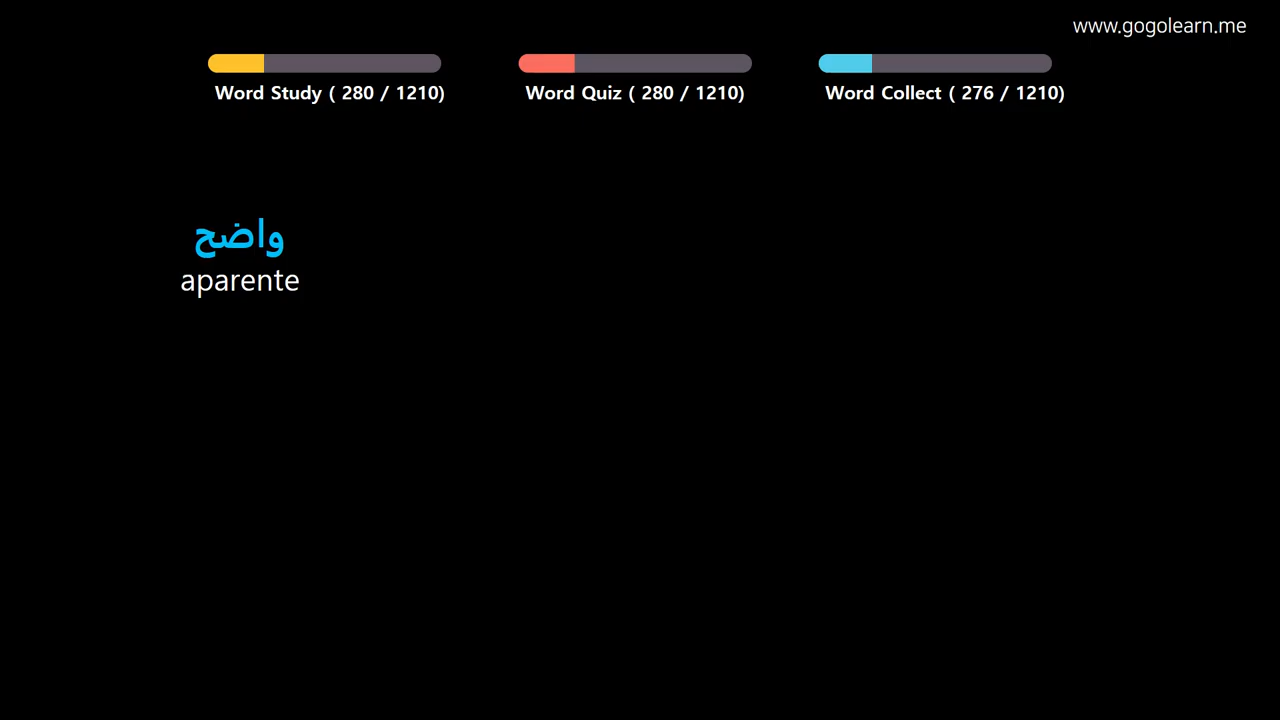 www.gogolearn.me
Word Study ( 280 / 1210)
Word Quiz ( 280 / 1210)
Word Collect ( 276 / 1210)
واضح
aparente